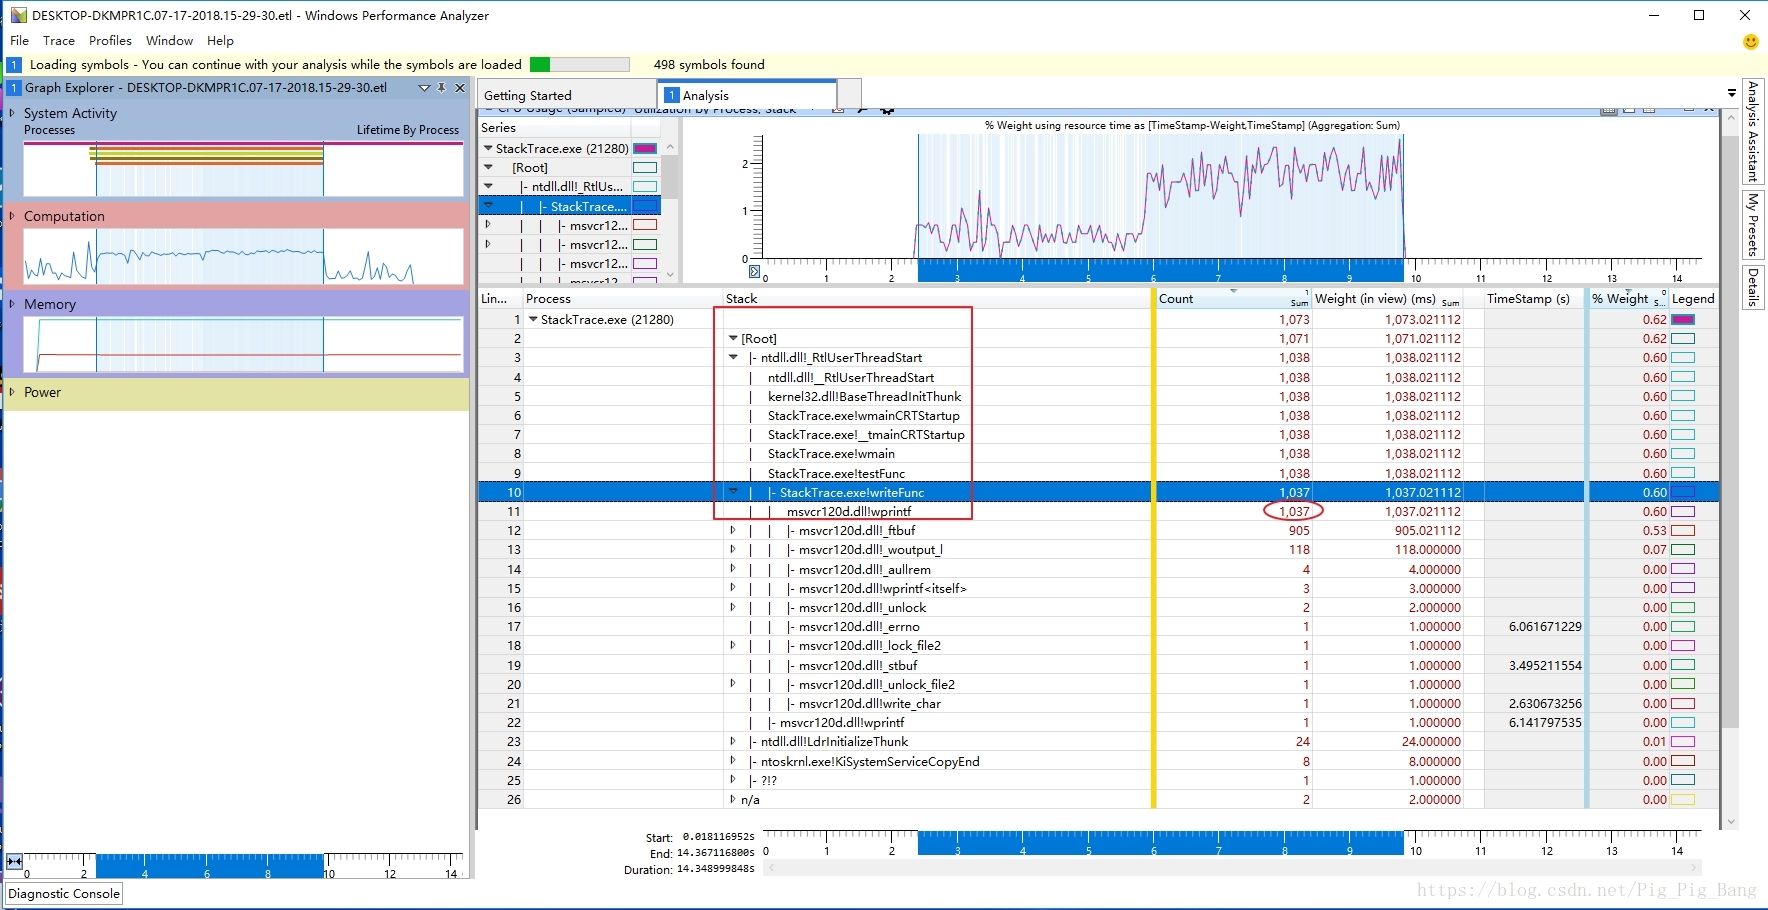 DESKTOP-DKMPR1C.07-17-2018.15-29-30.etl - Windows Performance Analyzer
File Trace Profiles Window Help
1 Loading symbols - You can continue with your analysis while the symbols are loaded 498 symbols found
1 Graph Explorer - DESKTOP-DKMPR1C.07-17-2018.15-29-30.etl
System Activity
Processes Lifetime By Process
Computation
Memory
Power
0 2 4 6 8 10 12 14
Diagnostic Console
Getting Started
1 Analysis
CPU Usage (Sampled) Utilization by Process, Stack
Series
StackTrace.exe (21280)
[Root]
|- ntdll.dll!_RtlUs...
| |- StackTrace....
| | |- msvcr12...
| | |- msvcr12...
| | |- msvcr12...
% Weight using resource time as [TimeStamp-Weight,TimeStamp] (Aggregation: Sum)
2
1
0
0 1 2 3 4 5 6 7 8 9 10 11 12 13 14
Analysis Assistant
My Presets
Details
Lin... Process Stack Count 1 Sum Weight (in view) (ms) Sum TimeStamp (s) % Weight 0 S... Legend
1 StackTrace.exe (21280) 1,073 1,073.021112 0.62
2 [Root] 1,071 1,071.021112 0.62
3 |- ntdll.dll!_RtlUserThreadStart 1,038 1,038.021112 0.60
4 | ntdll.dll!__RtlUserThreadStart 1,038 1,038.021112 0.60
5 | kernel32.dll!BaseThreadInitThunk 1,038 1,038.021112 0.60
6 | StackTrace.exe!wmainCRTStartup 1,038 1,038.021112 0.60
7 | StackTrace.exe!__tmainCRTStartup 1,038 1,038.021112 0.60
8 | StackTrace.exe!wmain 1,038 1,038.021112 0.60
9 | StackTrace.exe!testFunc 1,038 1,038.021112 0.60
10 | |- StackTrace.exe!writeFunc 1,037 1,037.021112 0.60
11 | | msvcr120d.dll!wprintf 1,037 1,037.021112 0.60
12 | | |- msvcr120d.dll!_ftbuf 905 905.021112 0.53
13 | | |- msvcr120d.dll!_woutput_l 118 118.000000 0.07
14 | | |- msvcr120d.dll!_aullrem 4 4.000000 0.00
15 | | |- msvcr120d.dll!wprintf<itself> 3 3.000000 0.00
16 | | |- msvcr120d.dll!_unlock 2 2.000000 0.00
17 | | |- msvcr120d.dll!_errno 1 1.000000 6.061671229 0.00
18 | | |- msvcr120d.dll!_lock_file2 1 1.000000 0.00
19 | | |- msvcr120d.dll!_stbuf 1 1.000000 3.495211554 0.00
20 | | |- msvcr120d.dll!_unlock_file2 1 1.000000 0.00
21 | | |- msvcr120d.dll!write_char 1 1.000000 2.630673256 0.00
22 | |- msvcr120d.dll!wprintf 1 1.000000 6.141797535 0.00
23 |- ntdll.dll!LdrInitializeThunk 24 24.000000 0.01
24 |- ntoskrnl.exe!KiSystemServiceCopyEnd 8 8.000000 0.00
25 |- ?!? 1 1.000000 0.00
26 n/a 2 2.000000 0.00
Start: 0.018116952s
End: 14.367116800s
Duration: 14.348999848s
0 1 2 3 4 5 6 7 8 9 10 11 12 13 14
https://blog.csdn.net/Pig_Pig_Bang